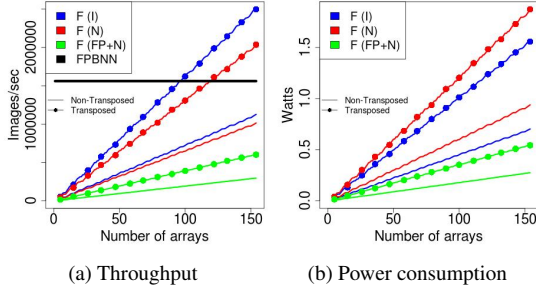 F (I)
F (N)
F (FP+N)
FPBNN
Non-Transposed
Transposed
Images/sec
0
1000000
2000000
0
50
100
150
Number of arrays
(a) Throughput
F (I)
F (N)
F (FP+N)
Non-Transposed
Transposed
Watts
0.0
0.5
1.0
1.5
0
50
100
150
Number of arrays
(b) Power consumption